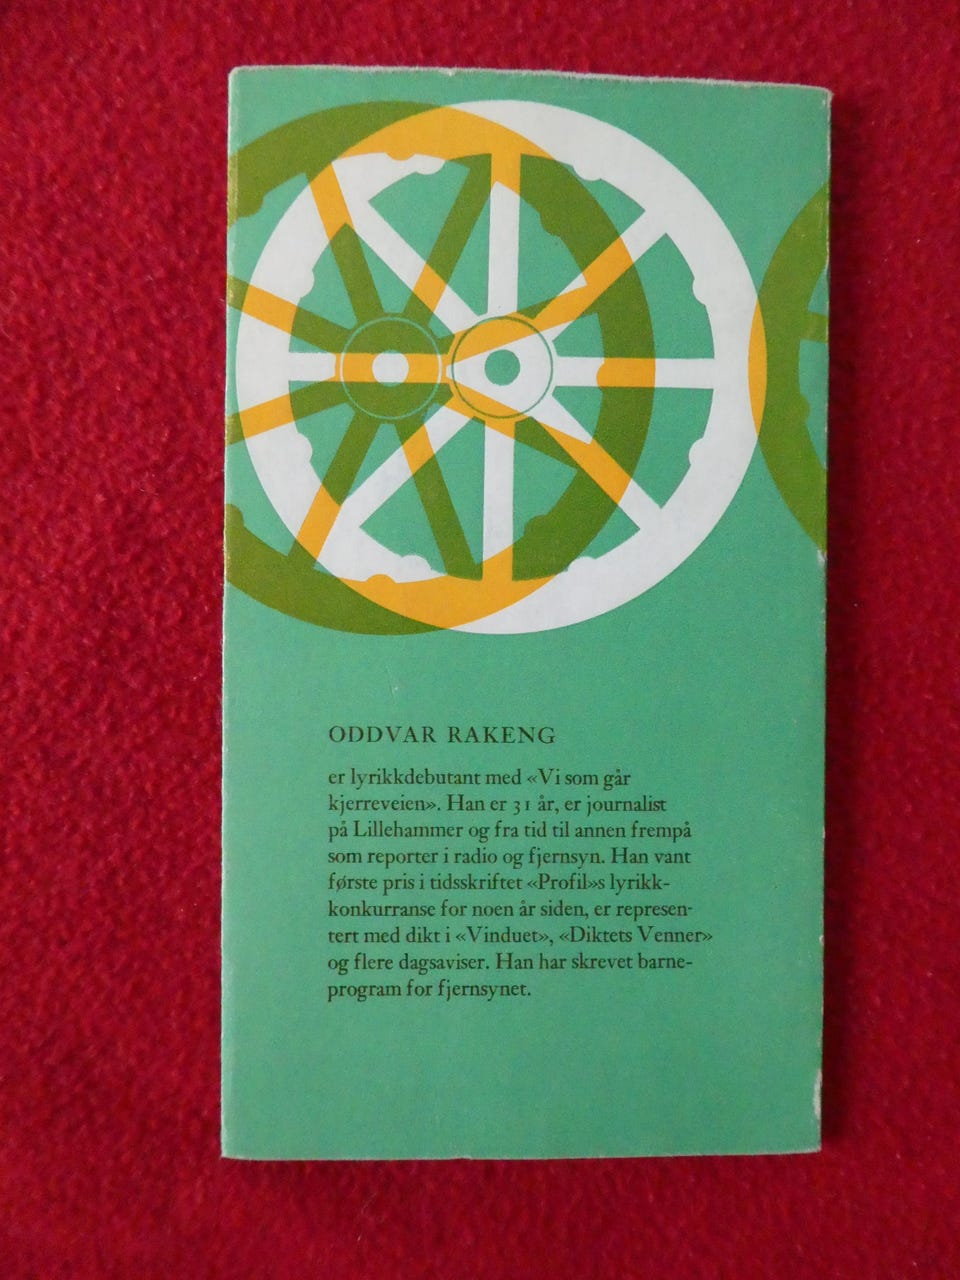 ODDVAR RAKENG
er lyrikkdebutant med «Vi som går
kjerreveien». Han er 31 år, er journalist
på Lillehammer og fra tid til annen frempå
som reporter i radio og fjernsyn. Han vant
første pris i tidsskriftet «Profil»s lyrikk-
konkurranse for noen år siden, er represen-
tert med dikt i «Vinduet», «Diktets Venner»
og flere dagsaviser. Han har skrevet barne-
program for fjernsynet.